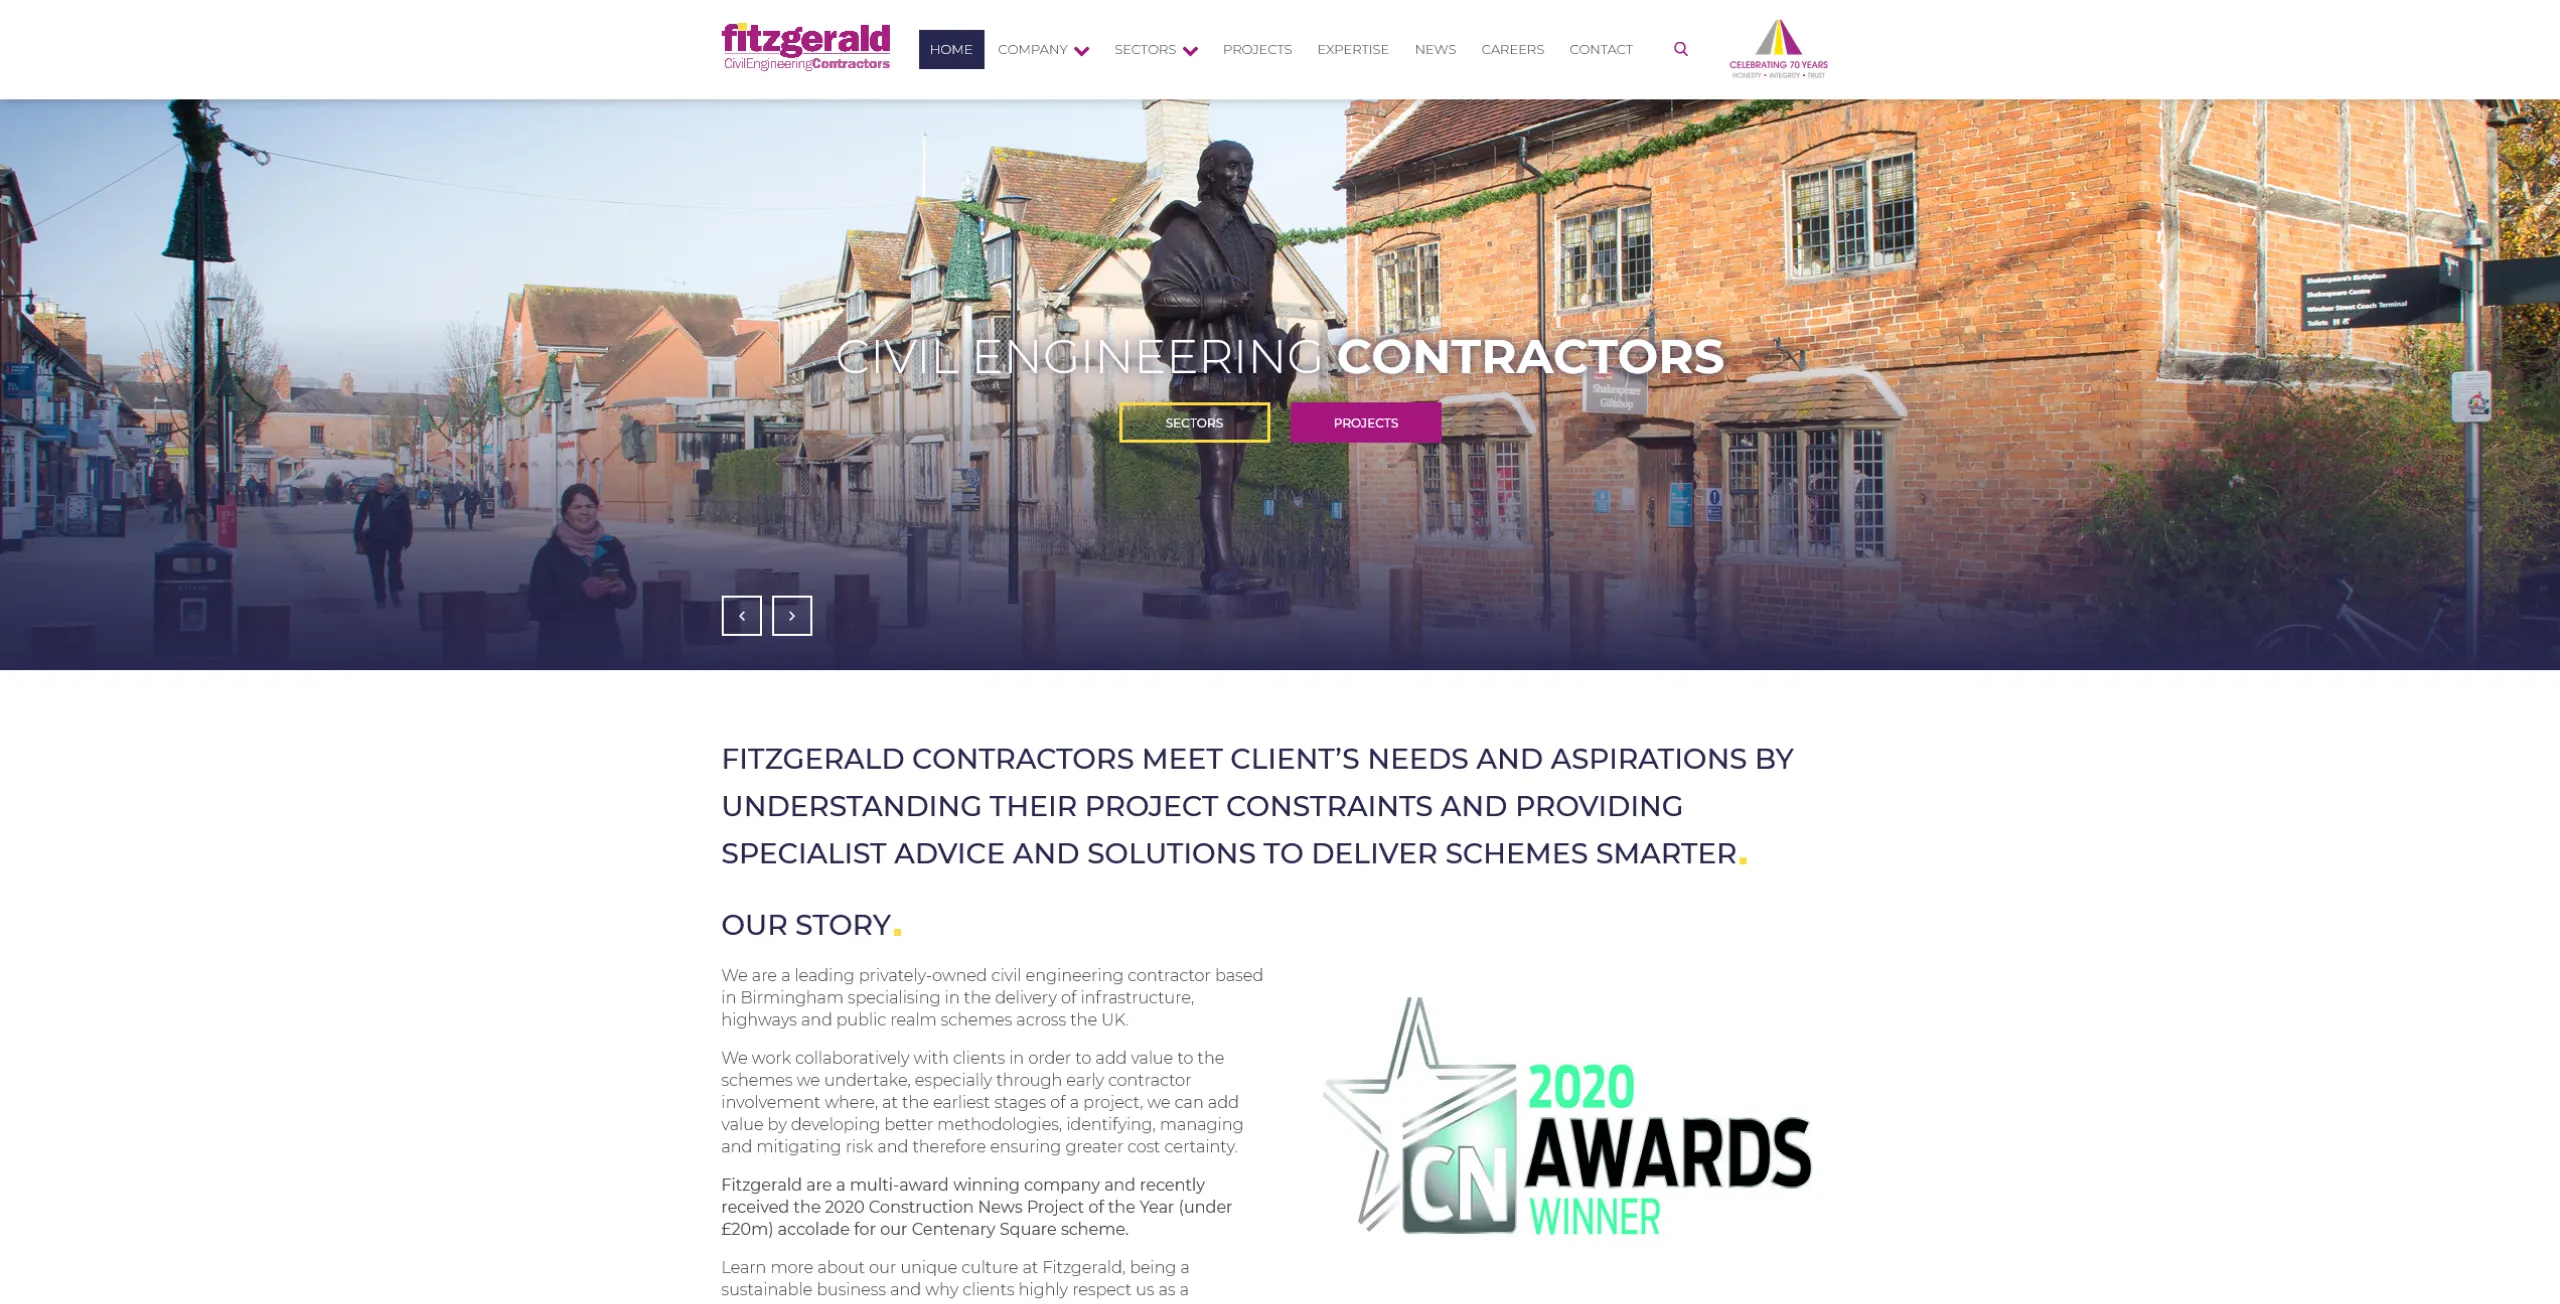 fitzgerald
CivilEngineeringContractors
HOME
COMPANY
SECTORS
PROJECTS
EXPERTISE
NEWS
CAREERS
CONTACT
CELEBRATING 70 YEARS
HONESTY • INTEGRITY • TRUST
Shakespeare's Birthplace
Shakespeare Centre
Windsor Street Coach Terminal
Toilets
CIVIL ENGINEERING CONTRACTORS
Shakespeare
Giftshop
SECTORS
PROJECTS
FITZGERALD CONTRACTORS MEET CLIENT’S NEEDS AND ASPIRATIONS BY
UNDERSTANDING THEIR PROJECT CONSTRAINTS AND PROVIDING
SPECIALIST ADVICE AND SOLUTIONS TO DELIVER SCHEMES SMARTER.
OUR STORY.
We are a leading privately-owned civil engineering contractor based
in Birmingham specialising in the delivery of infrastructure,
highways and public realm schemes across the UK.
We work collaboratively with clients in order to add value to the
schemes we undertake, especially through early contractor
involvement where, at the earliest stages of a project, we can add
value by developing better methodologies, identifying, managing
and mitigating risk and therefore ensuring greater cost certainty.
Fitzgerald are a multi-award winning company and recently
received the 2020 Construction News Project of the Year (under
£20m) accolade for our Centenary Square scheme.
Learn more about our unique culture at Fitzgerald, being a
sustainable business and why clients highly respect us as a
2020
AWARDS
CN
WINNER